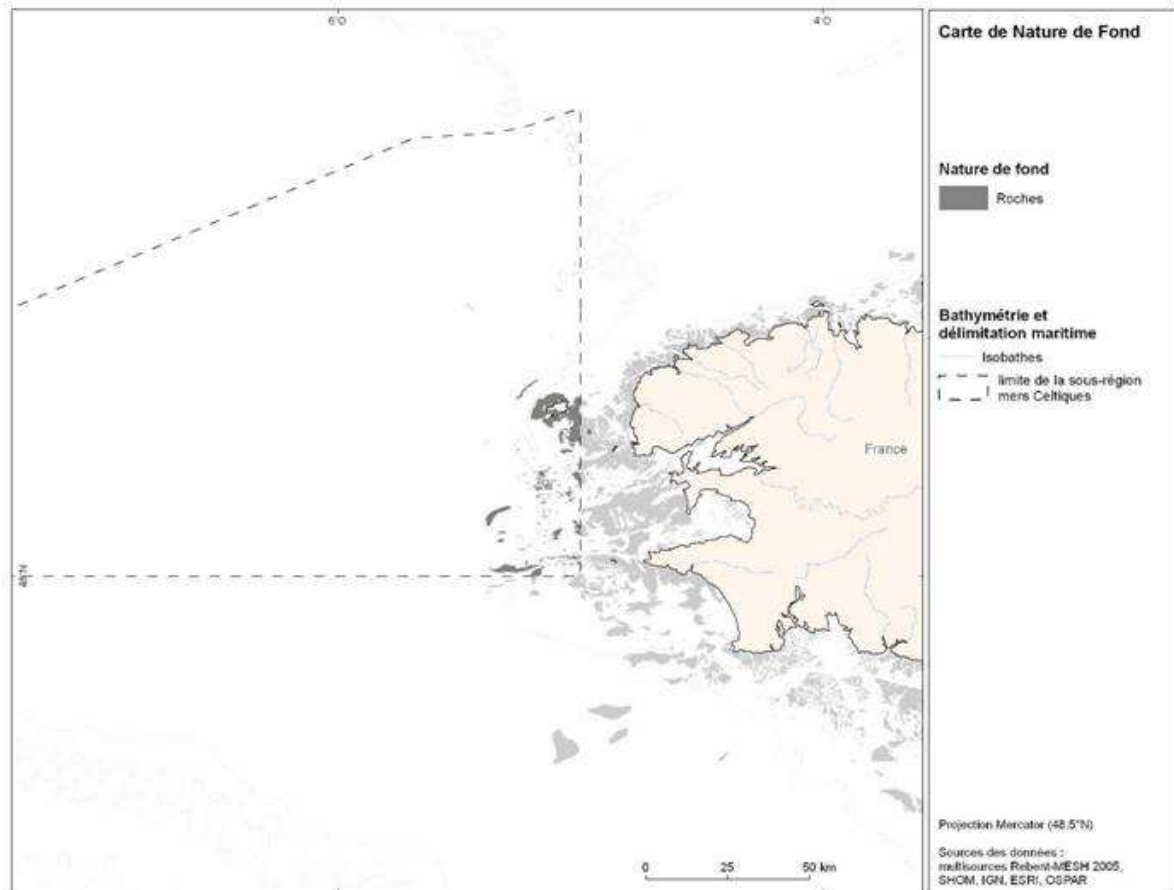 6°0
4°0
Carte de Nature de Fond
Nature de fond
Roches
Bathymétrie et
délimitation maritime
Isobathes
limite de la sous-région
mers Celtiques
France
48°N
0 25 50 km
Projection Mercator (48,5°N)
Sources des données :
multisources Rebent-MESH 2005,
SHOM, IGN, ESRI, OSPAR